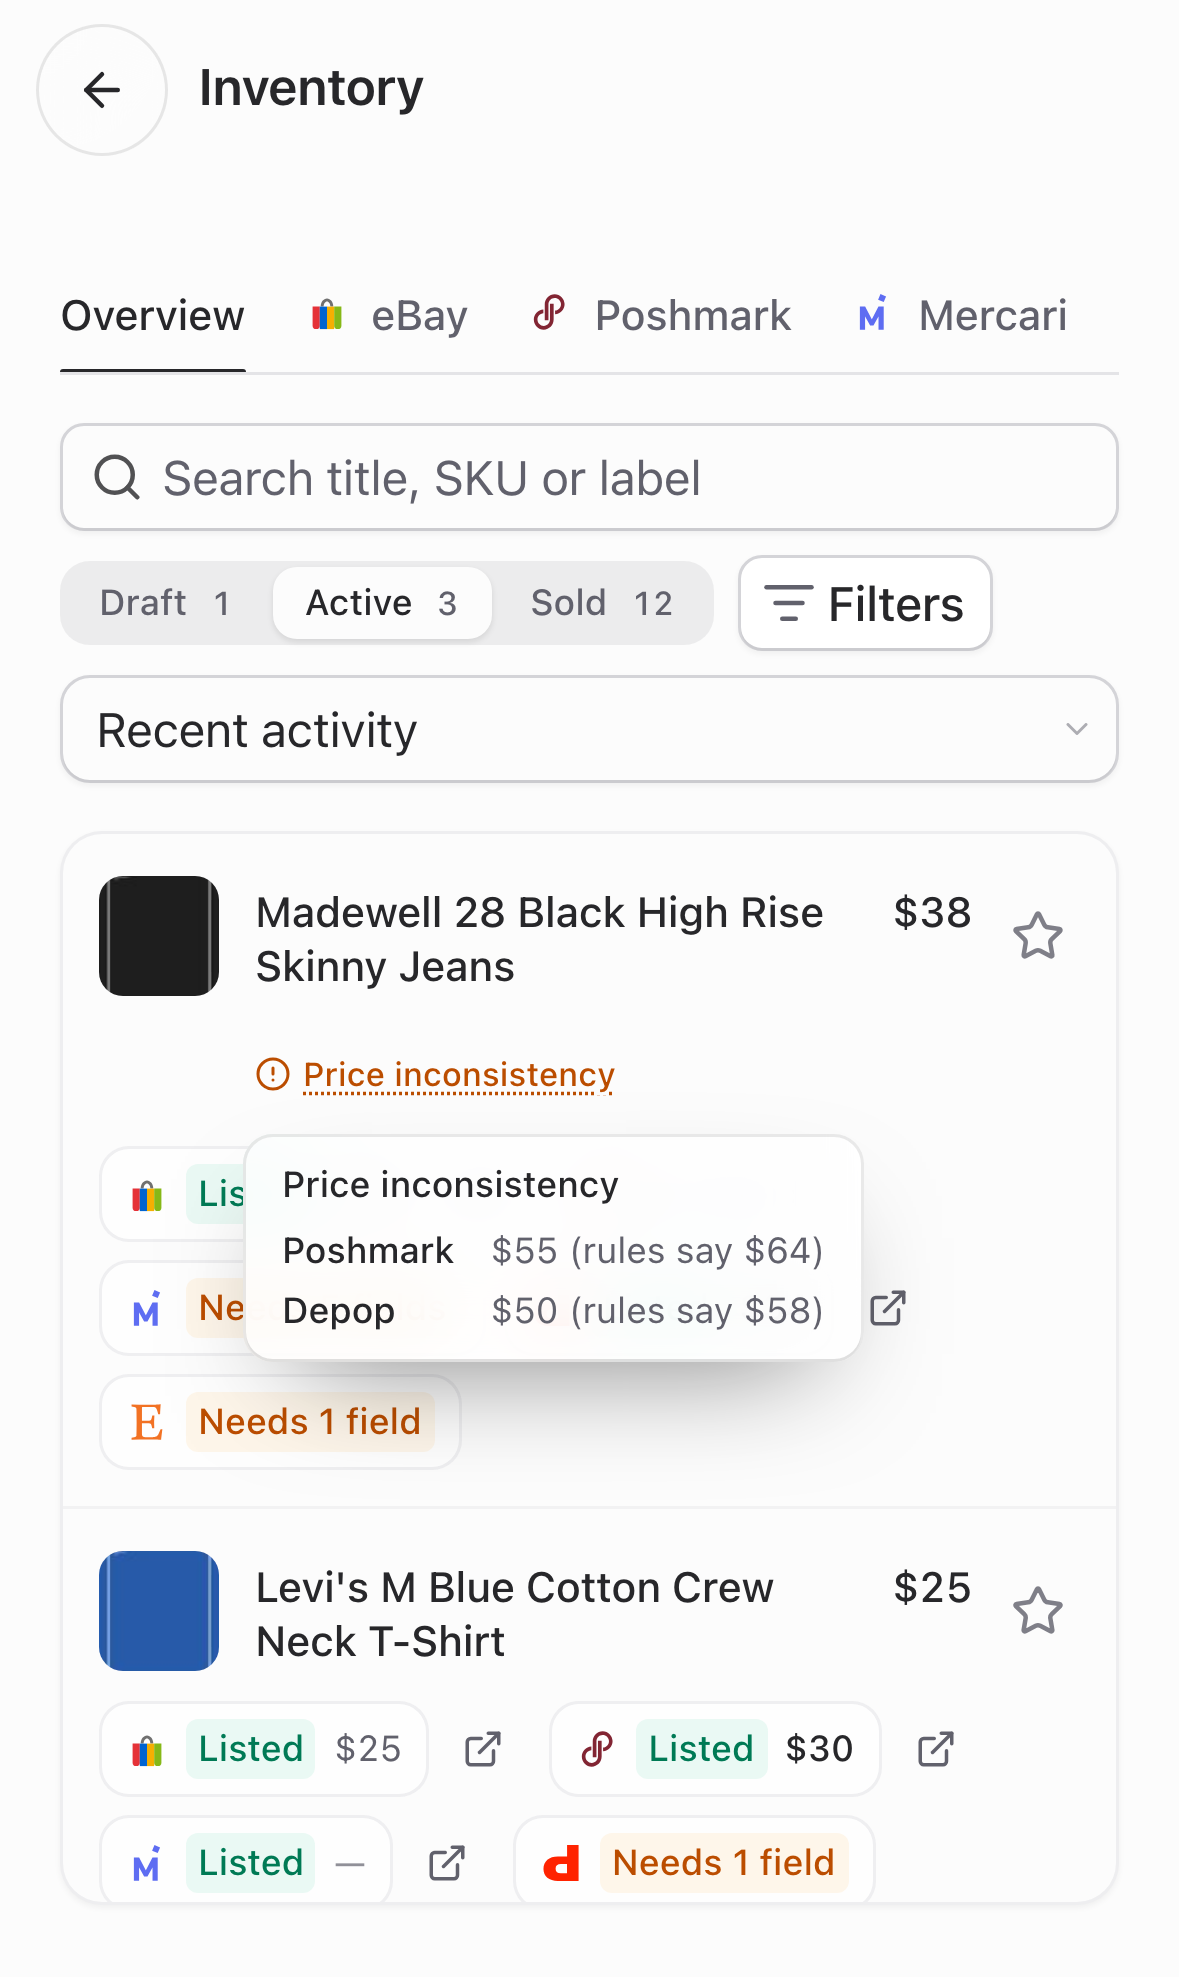 Inventory
Overview eBay Poshmark Mercari
Search title, SKU or label
Draft 1 Active 3 Sold 12 Filters
Recent activity
Madewell 28 Black High Rise $38
Skinny Jeans
Price inconsistency
Price inconsistency
Poshmark $55 (rules say $64)
Depop $50 (rules say $58)
E Needs 1 field
Levi's M Blue Cotton Crew $25
Neck T-Shirt
Listed $25 Listed $30
Listed — Needs 1 field